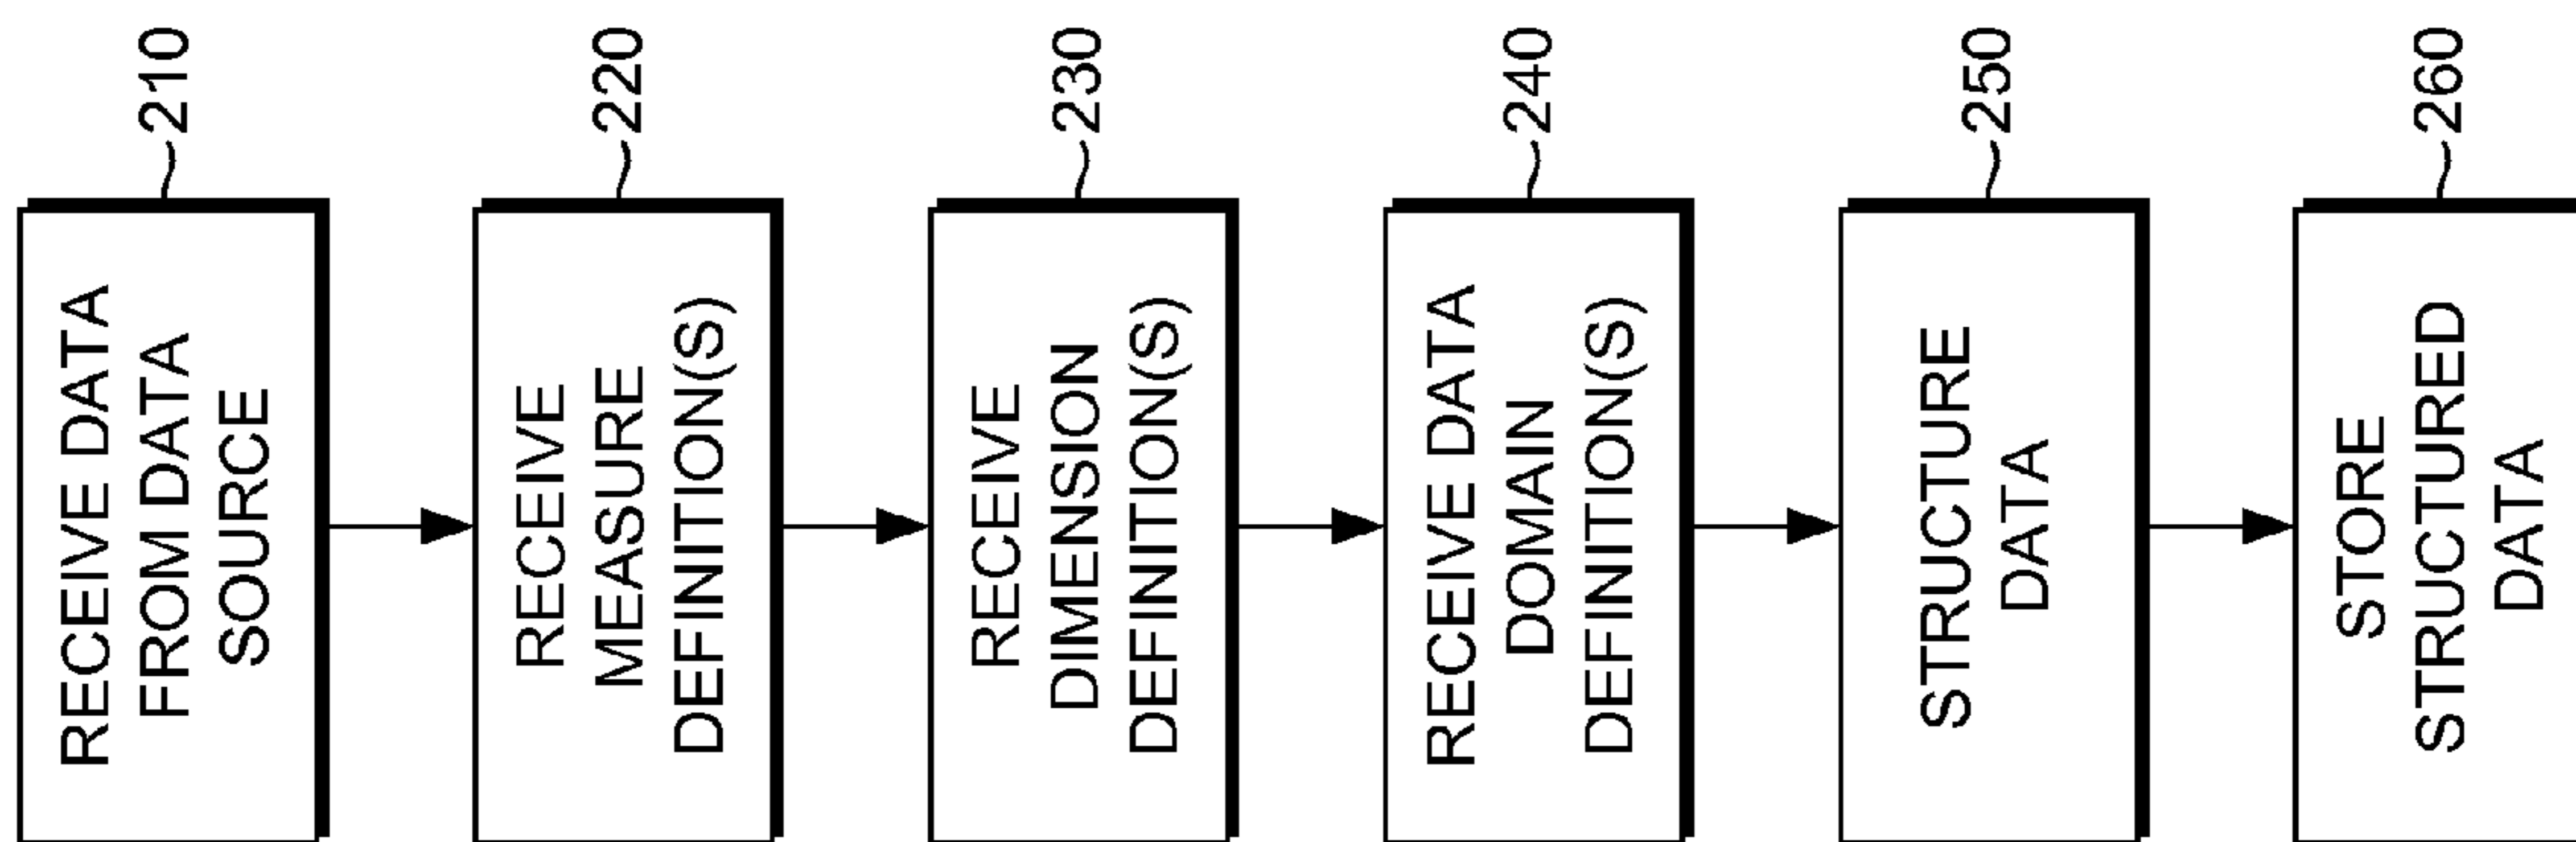 RECEIVE DATA
FROM DATA
SOURCE
210
RECEIVE
MEASURE
DEFINITION(S)
220
RECEIVE
DIMENSION
DEFINITION(S)
230
RECEIVE DATA
DOMAIN
DEFINITION(S)
240
STRUCTURE
DATA
250
STORE
STRUCTURED
DATA
260